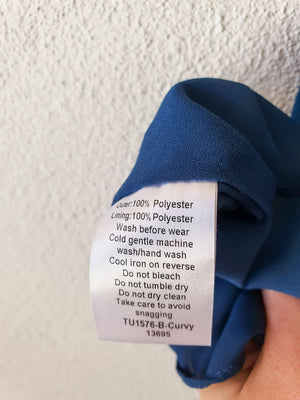 Outer:100% Polyester
Lining:100% Polyester
Wash before wear
Cold gentle machine
wash/hand wash
Cool iron on reverse
Do not bleach
Do not tumble dry
Do not dry clean
Take care to avoid
snagging
TU1576-B-Curvy
13695